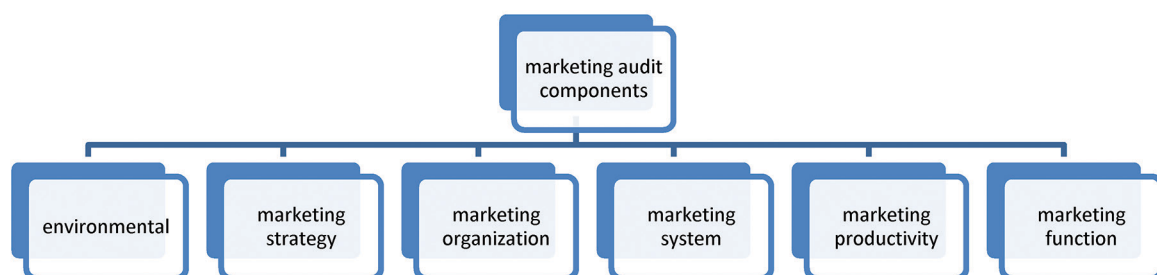 marketing audit
components
environmental
marketing
strategy
marketing
organization
marketing
system
marketing
productivity
marketing
function